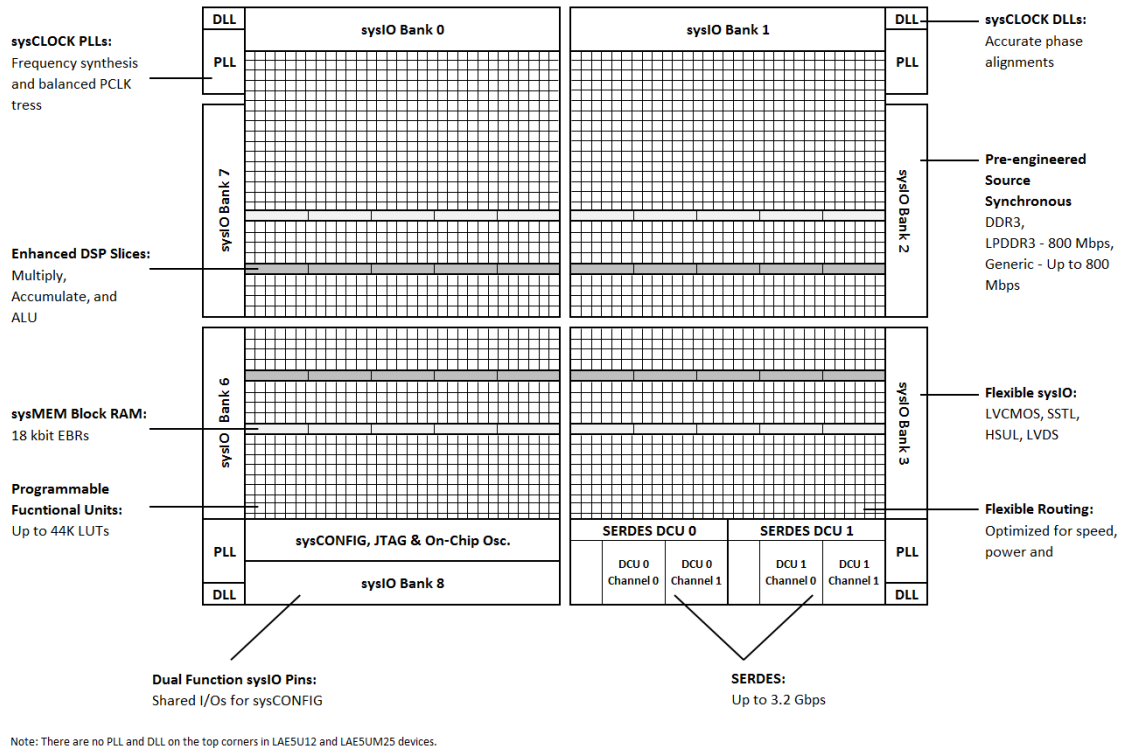 sysCLOCK PLLs:
Frequency synthesis
and balanced PCLK
tress
Enhanced DSP Slices:
Multiply,
Accumulate, and
ALU
sysMEM Block RAM:
18 kbit EBRs
Programmable
Fucntional Units:
Up to 44K LUTs
DLL
PLL
sysIO Bank 7
sysIO Bank 6
PLL
DLL
sysIO Bank 0
sysCONFIG, JTAG & On-Chip Osc.
sysIO Bank 8
sysIO Bank 1
SERDES DCU 0
SERDES DCU 1
DCU 0
Channel 0
DCU 0
Channel 1
DCU 1
Channel 0
DCU 1
Channel 1
DLL
PLL
sysIO Bank 2
sysIO Bank 3
PLL
DLL
sysCLOCK DLLs:
Accurate phase
alignments
Pre-engineered
Source
Synchronous
DDR3,
LPDDR3 - 800 Mbps,
Generic - Up to 800
Mbps
Flexible sysIO:
LVCMOS, SSTL,
HSUL, LVDS
Flexible Routing:
Optimized for speed,
power and
Dual Function sysIO Pins:
Shared I/Os for sysCONFIG
SERDES:
Up to 3.2 Gbps
Note: There are no PLL and DLL on the top corners in LAE5U12 and LAE5UM25 devices.